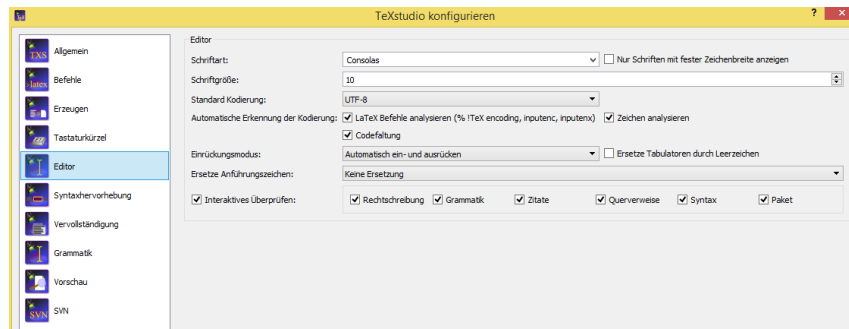 TeXstudio konfigurieren
?
TXS
Allgemein
latex
Befehle
Erzeugen
Tastaturkürzel
Editor
Syntaxhervorhebung
Vervollständigung
Grammatik
Vorschau
SVN
SVN
Editor
Schriftart:
Consolas
Nur Schriften mit fester Zeichenbreite anzeigen
Schriftgröße:
10
Standard Kodierung:
UTF-8
Automatische Erkennung der Kodierung:
LaTeX Befehle analysieren (% !TeX encoding, inputenc, inputenx)
Zeichen analysieren
Codefaltung
Einrückungsmodus:
Automatisch ein- und ausrücken
Ersetze Tabulatoren durch Leerzeichen
Ersetze Anführungszeichen:
Keine Ersetzung
Interaktives Überprüfen:
Rechtschreibung
Grammatik
Zitate
Querverweise
Syntax
Paket